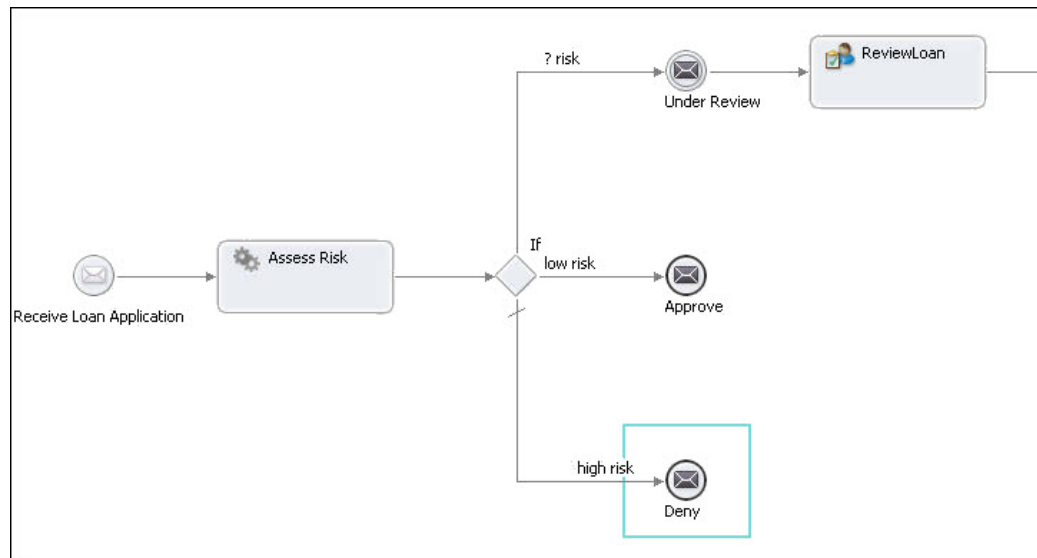 ? risk
ReviewLoan
Under Review
If
low risk
Assess Risk
Receive Loan Application
Approve
high risk
Deny